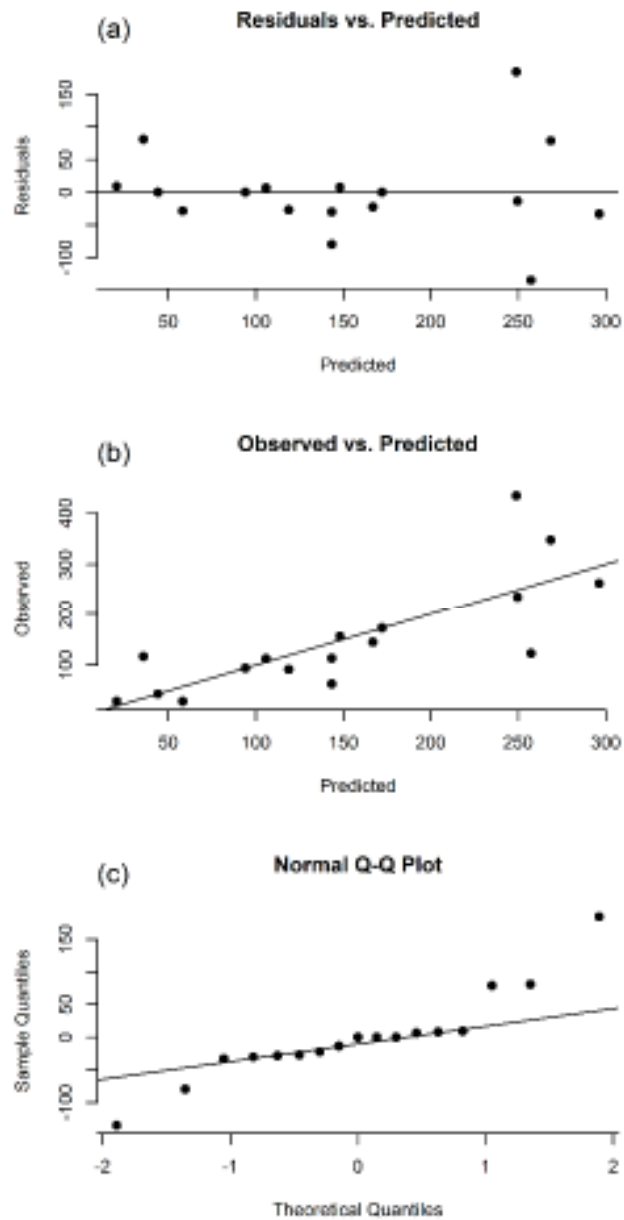 (a)
Residuals vs. Predicted
150
50
0
-100
Residuals
50 100 150 200 250 300
Predicted
(b)
Observed vs. Predicted
400
300
200
100
Observed
50 100 150 200 250 300
Predicted
(c)
Normal Q-Q Plot
150
50
0
-100
Sample Quantiles
-2 -1 0 1 2
Theoretical Quantiles